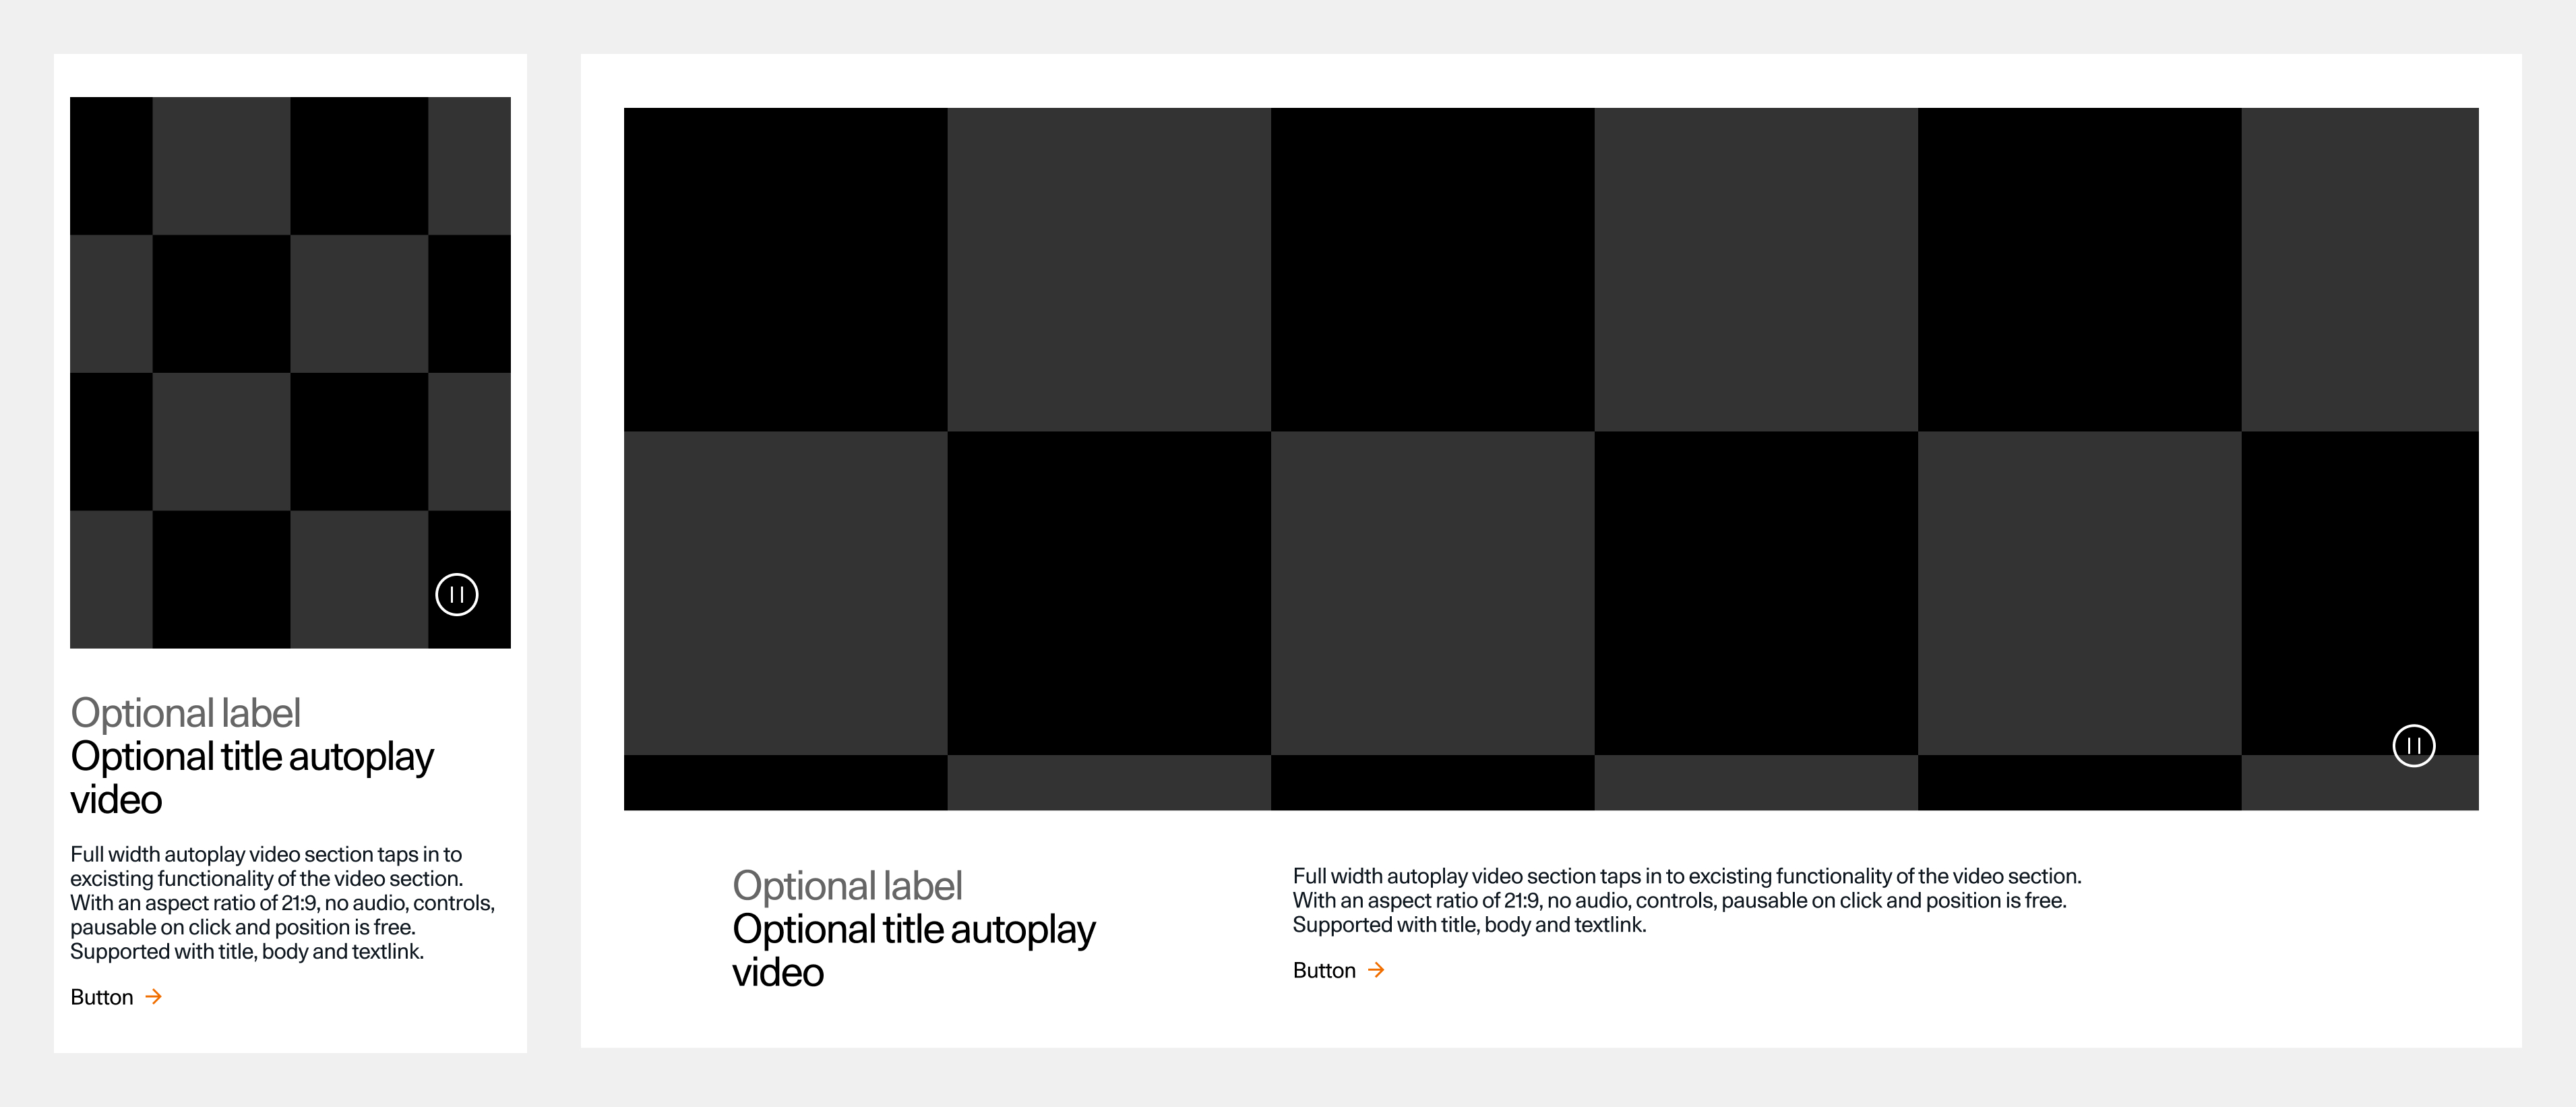 Optional label
Optional title autoplay
video
Full width autoplay video section taps in to
excisting functionality of the video section.
With an aspect ratio of 21:9, no audio, controls,
pausable on click and position is free.
Supported with title, body and textlink.
Button
Optional label
Optional title autoplay
video
Full width autoplay video section taps in to excisting functionality of the video section.
With an aspect ratio of 21:9, no audio, controls, pausable on click and position is free.
Supported with title, body and textlink.
Button